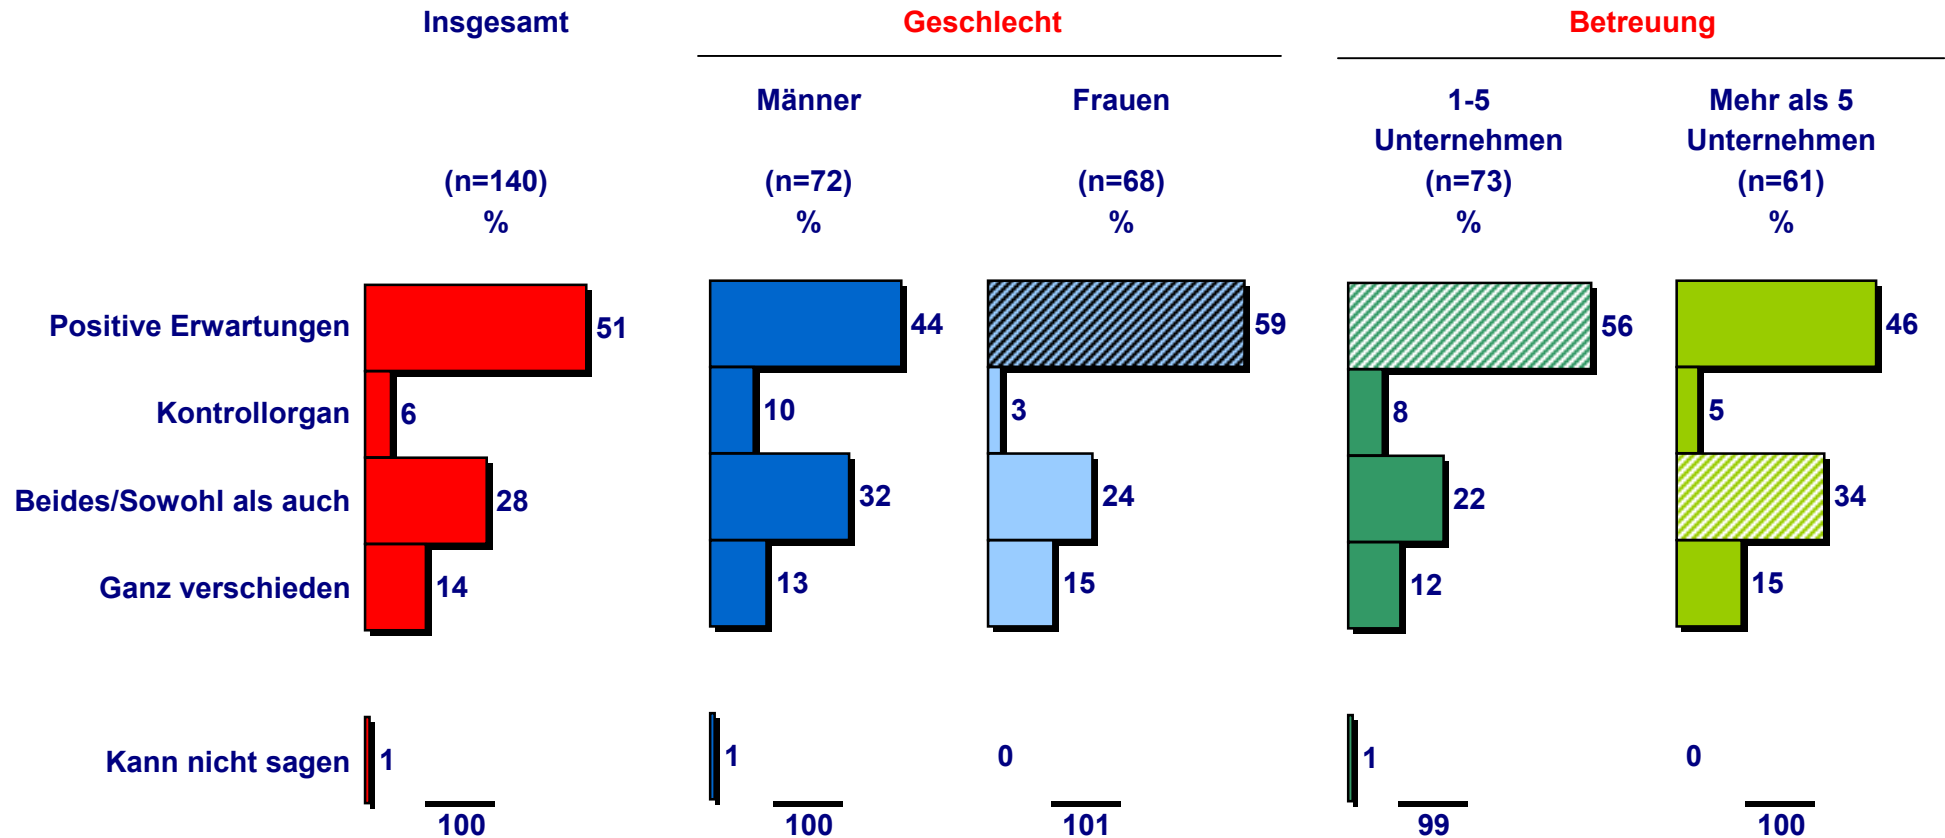 Insgesamt Geschlecht Betreuung
Männer Frauen 1-5 Mehr als 5
Unternehmen Unternehmen
(n=140) (n=72) (n=68) (n=73) (n=61)
% % % % %
Positive Erwartungen 51 44 59 56 46
Kontrollorgan 6 10 3 8 5
Beides/Sowohl als auch 28 32 24 22 34
Ganz verschieden 14 13 15 12 15
Kann nicht sagen 1 1 0 1 0
100 100 101 99 100